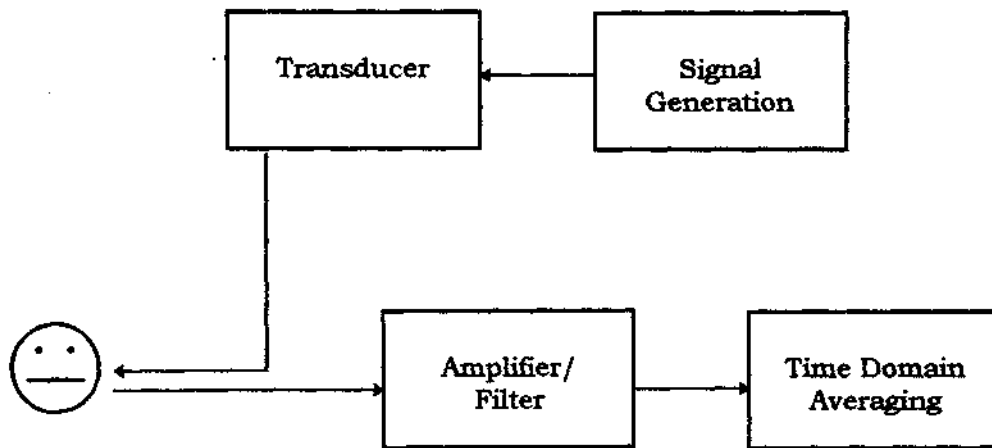 Transducer
Signal
Generation
Amplifier/
Filter
Time Domain
Averaging